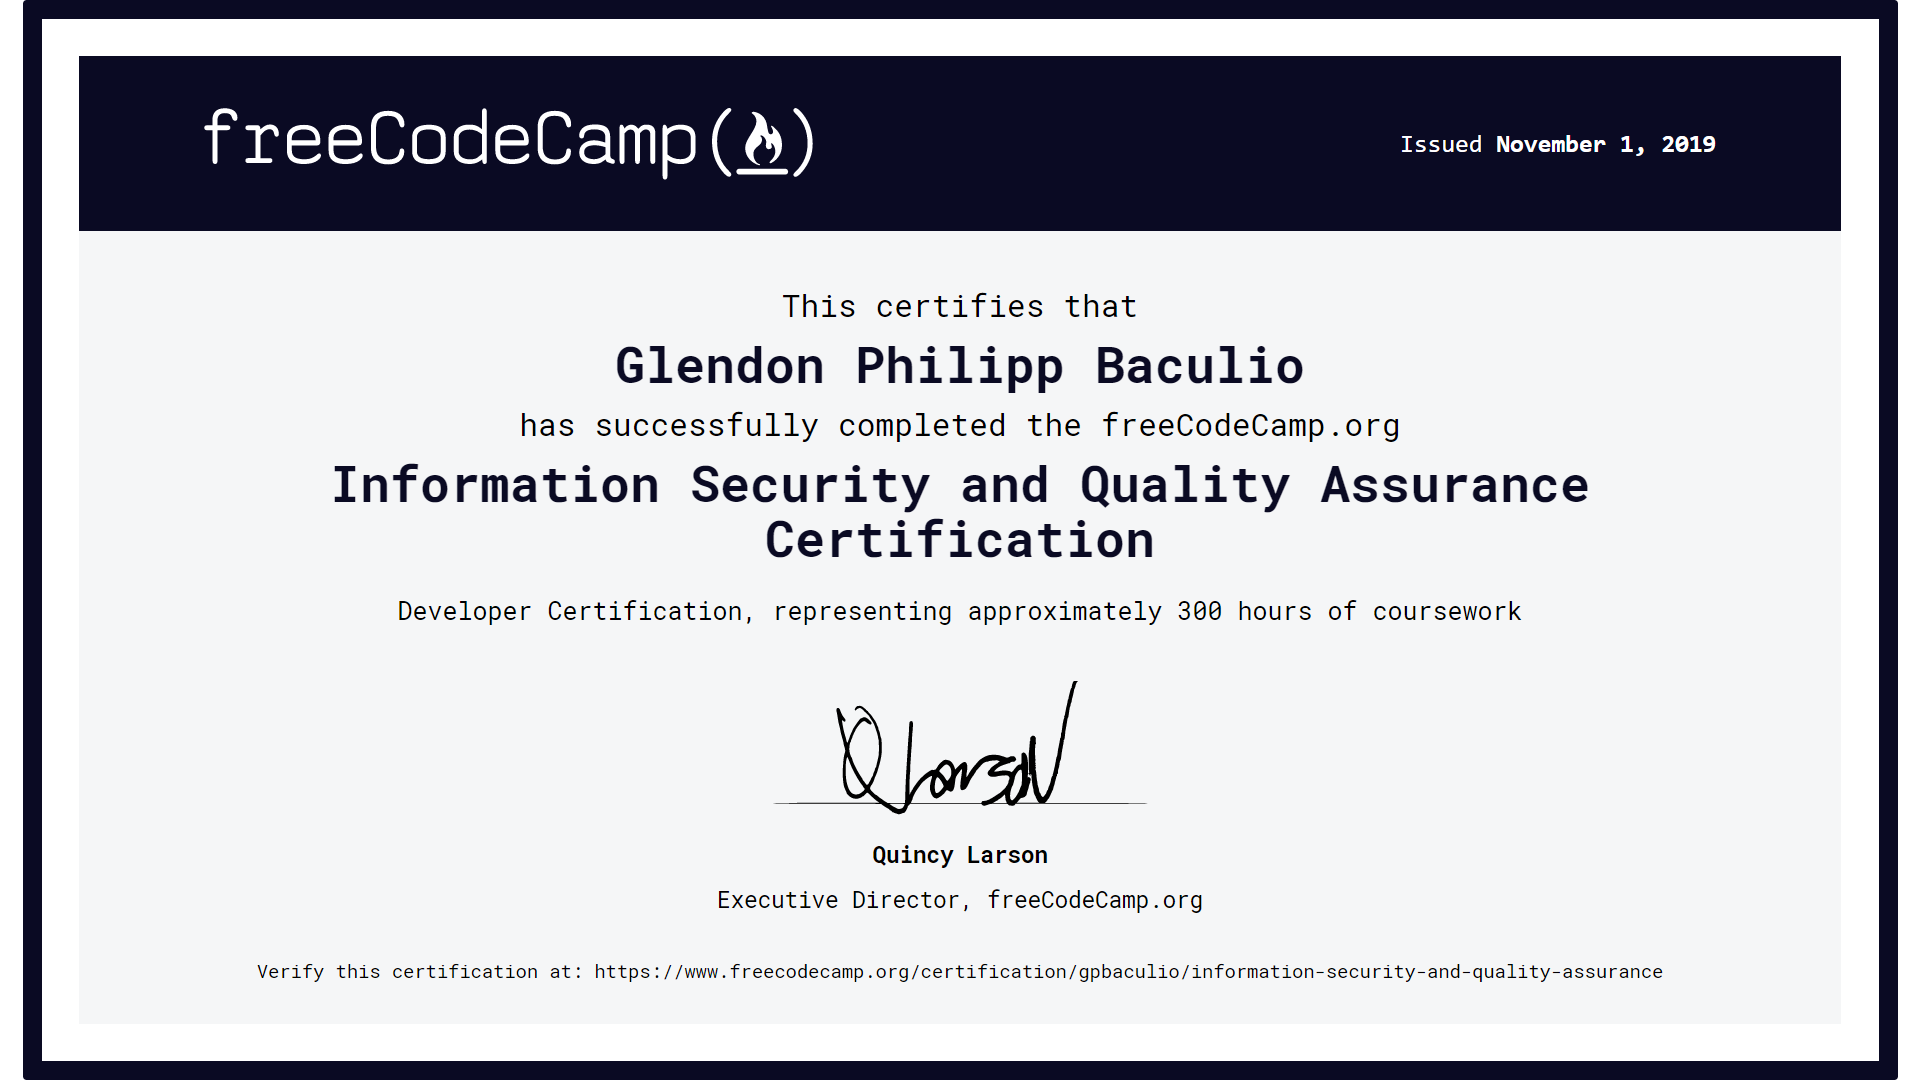 freeCodeCamp
Issued November 1, 2019
This certifies that
Glendon Philipp Baculio
has successfully completed the freeCodeCamp.org
Information Security and Quality Assurance
Certification
Developer Certification, representing approximately 300 hours of coursework
Q Larson
Quincy Larson
Executive Director, freeCodeCamp.org
Verify this certification at: https://www.freecodecamp.org/certification/gpbaculio/information-security-and-quality-assurance